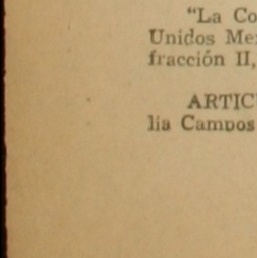 “La Co
Unidos Me
fracción II,
ARTIC
lia Campos